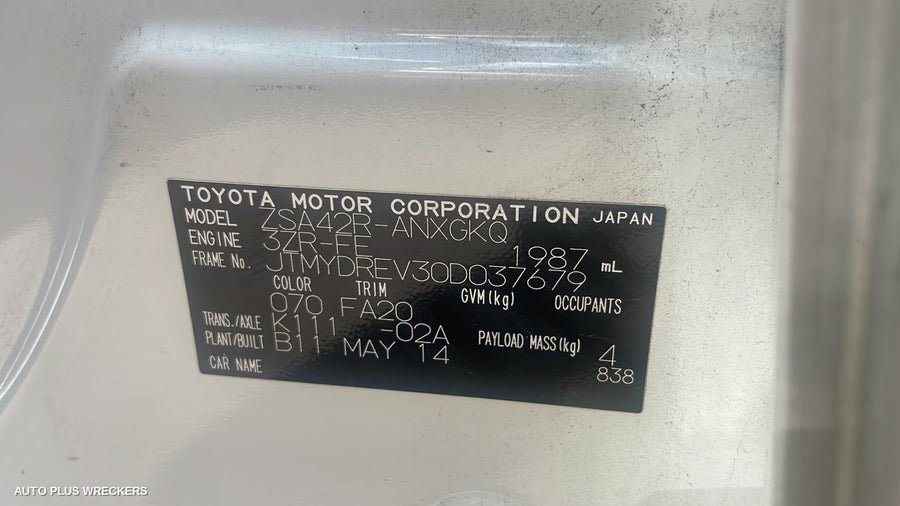 TOYOTA MOTOR CORPORATION JAPAN
MODEL ZSA42R-ANXGKQ
ENGINE 3ZR-FE 1987 mL
FRAME No. JTMYDREV30D037679
COLOR TRIM GVM(kg) OCCUPANTS
070 FA20
TRANS./AXLE K111 -02A PAYLOAD MASS(kg) 4
PLANT/BUILT B11 MAY 14 838
CAR NAME
AUTO PLUS WRECKERS